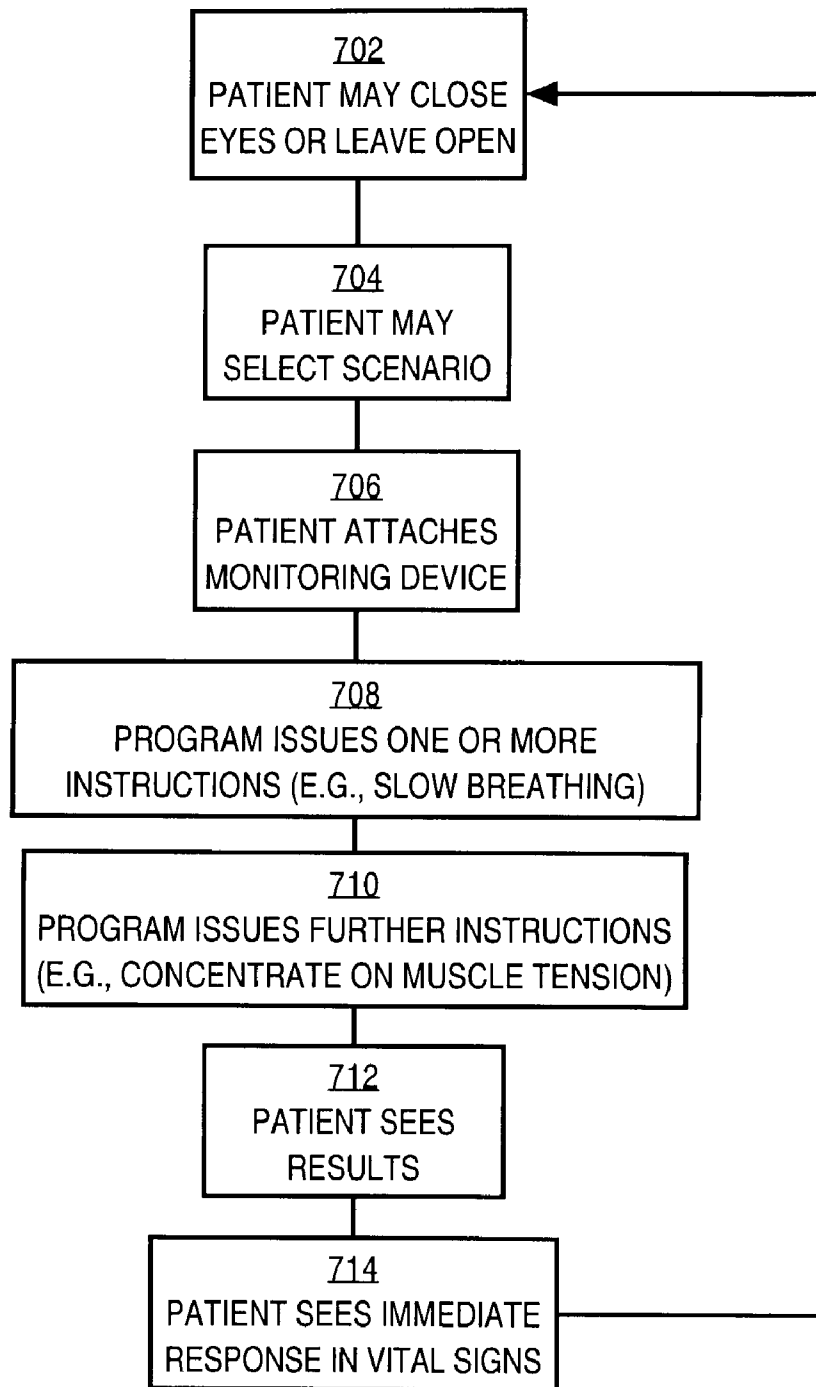 702
PATIENT MAY CLOSE
EYES OR LEAVE OPEN
704
PATIENT MAY
SELECT SCENARIO
706
PATIENT ATTACHES
MONITORING DEVICE
708
PROGRAM ISSUES ONE OR MORE
INSTRUCTIONS (E.G., SLOW BREATHING)
710
PROGRAM ISSUES FURTHER INSTRUCTIONS
(E.G., CONCENTRATE ON MUSCLE TENSION)
712
PATIENT SEES
RESULTS
714
PATIENT SEES IMMEDIATE
RESPONSE IN VITAL SIGNS